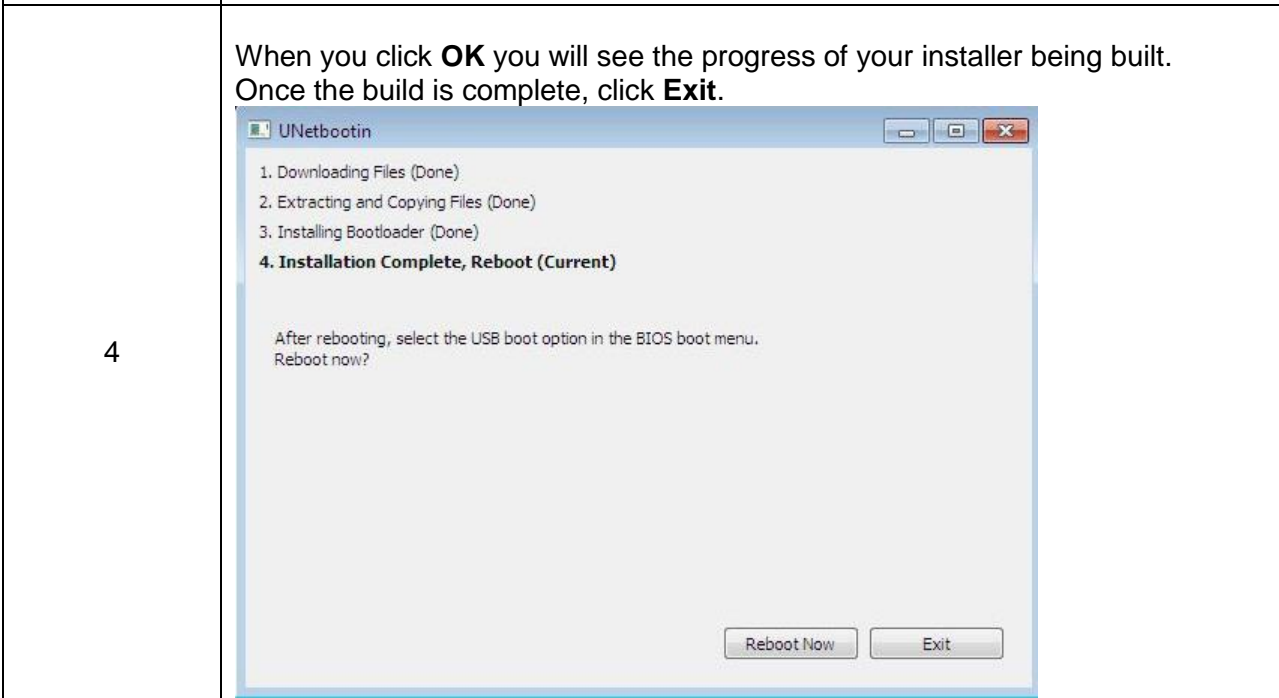 4
When you click OK you will see the progress of your installer being built.
Once the build is complete, click Exit.
UNetbootin
1. Downloading Files (Done)
2. Extracting and Copying Files (Done)
3. Installing Bootloader (Done)
4. Installation Complete, Reboot (Current)
After rebooting, select the USB boot option in the BIOS boot menu.
Reboot now?
Reboot Now
Exit